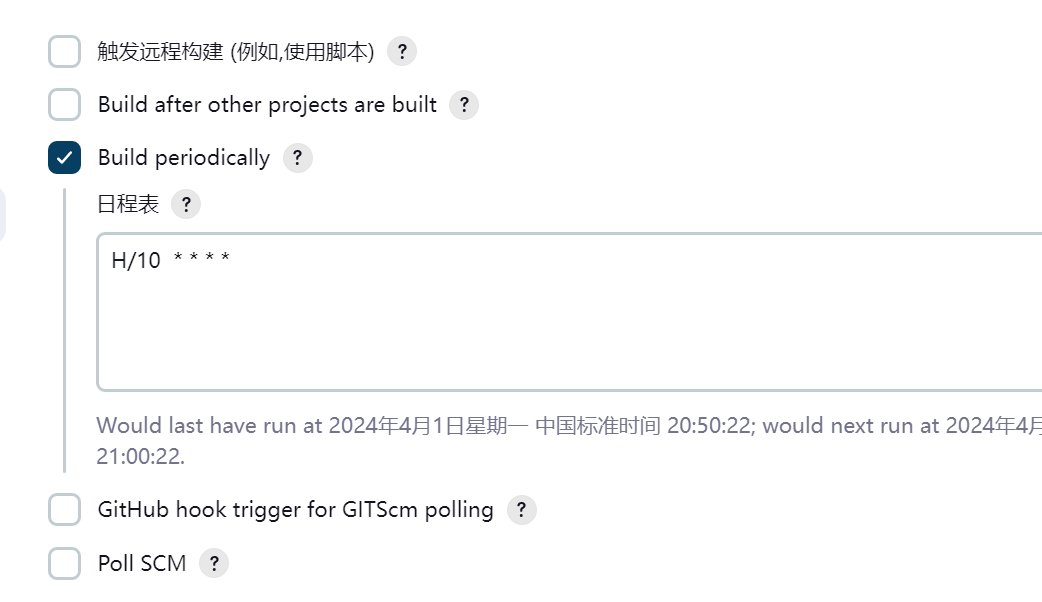 触发远程构建 (例如,使用脚本) ?
Build after other projects are built ?
Build periodically ?
日程表 ?
H/10 * * * *
Would last have run at 2024年4月1日星期一 中国标准时间 20:50:22; would next run at 2024年4月
21:00:22.
GitHub hook trigger for GITScm polling ?
Poll SCM ?